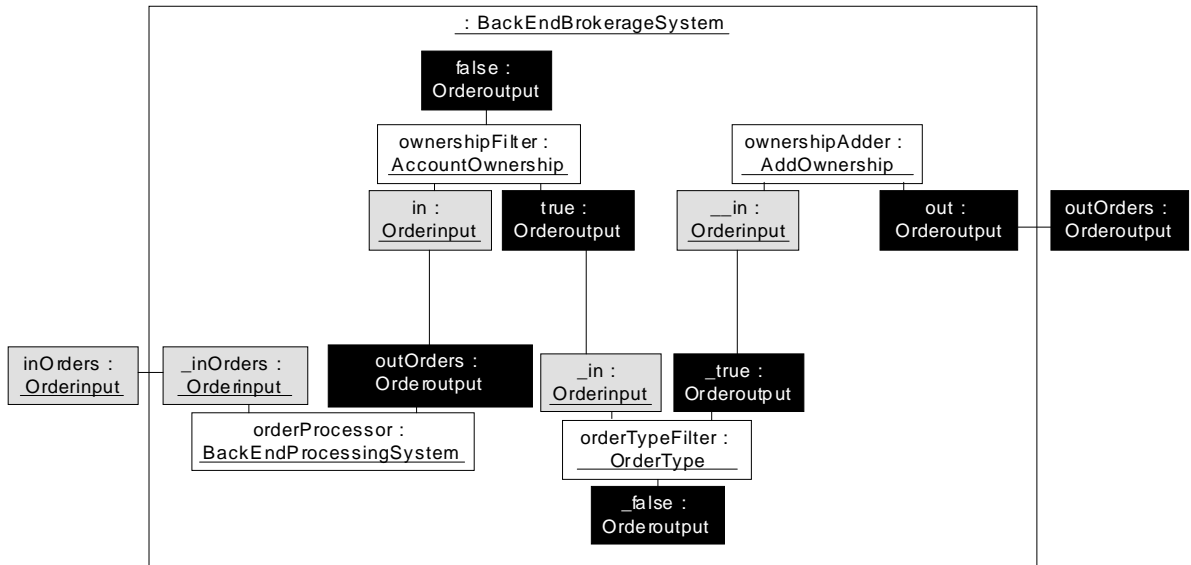 : BackEndBrokerageSystem
false :
Orderoutput
ownershipFilter :
AccountOwnership
ownershipAdder :
AddOwnership
in :
Orderinput
true :
Orderoutput
__in :
Orderinput
out :
Orderoutput
outOrders :
Orderoutput
inOrders :
Orderinput
_inOrders :
Orderinput
outOrders :
Orderoutput
_in :
Orderinput
_true :
Orderoutput
orderProcessor :
BackEndProcessingSystem
orderTypeFilter :
OrderType
_false :
Orderoutput